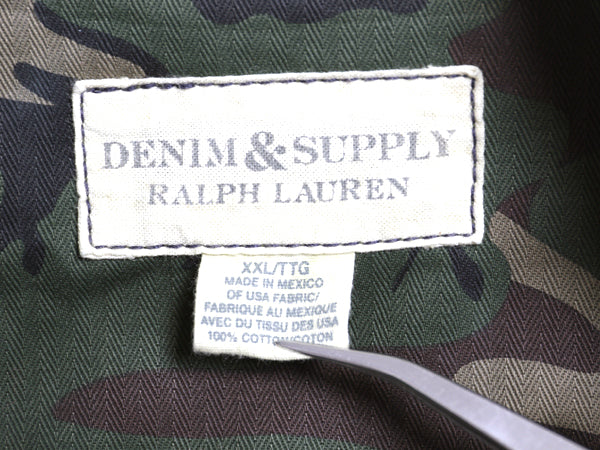 DENIM & SUPPLY
RALPH LAUREN
XXL/TTG
MADE IN MEXICO
OF USA FABRIC/
FABRIQUE AU MEXIQUE
AVEC DU TISSU DES USA
100% COTTON/COTON